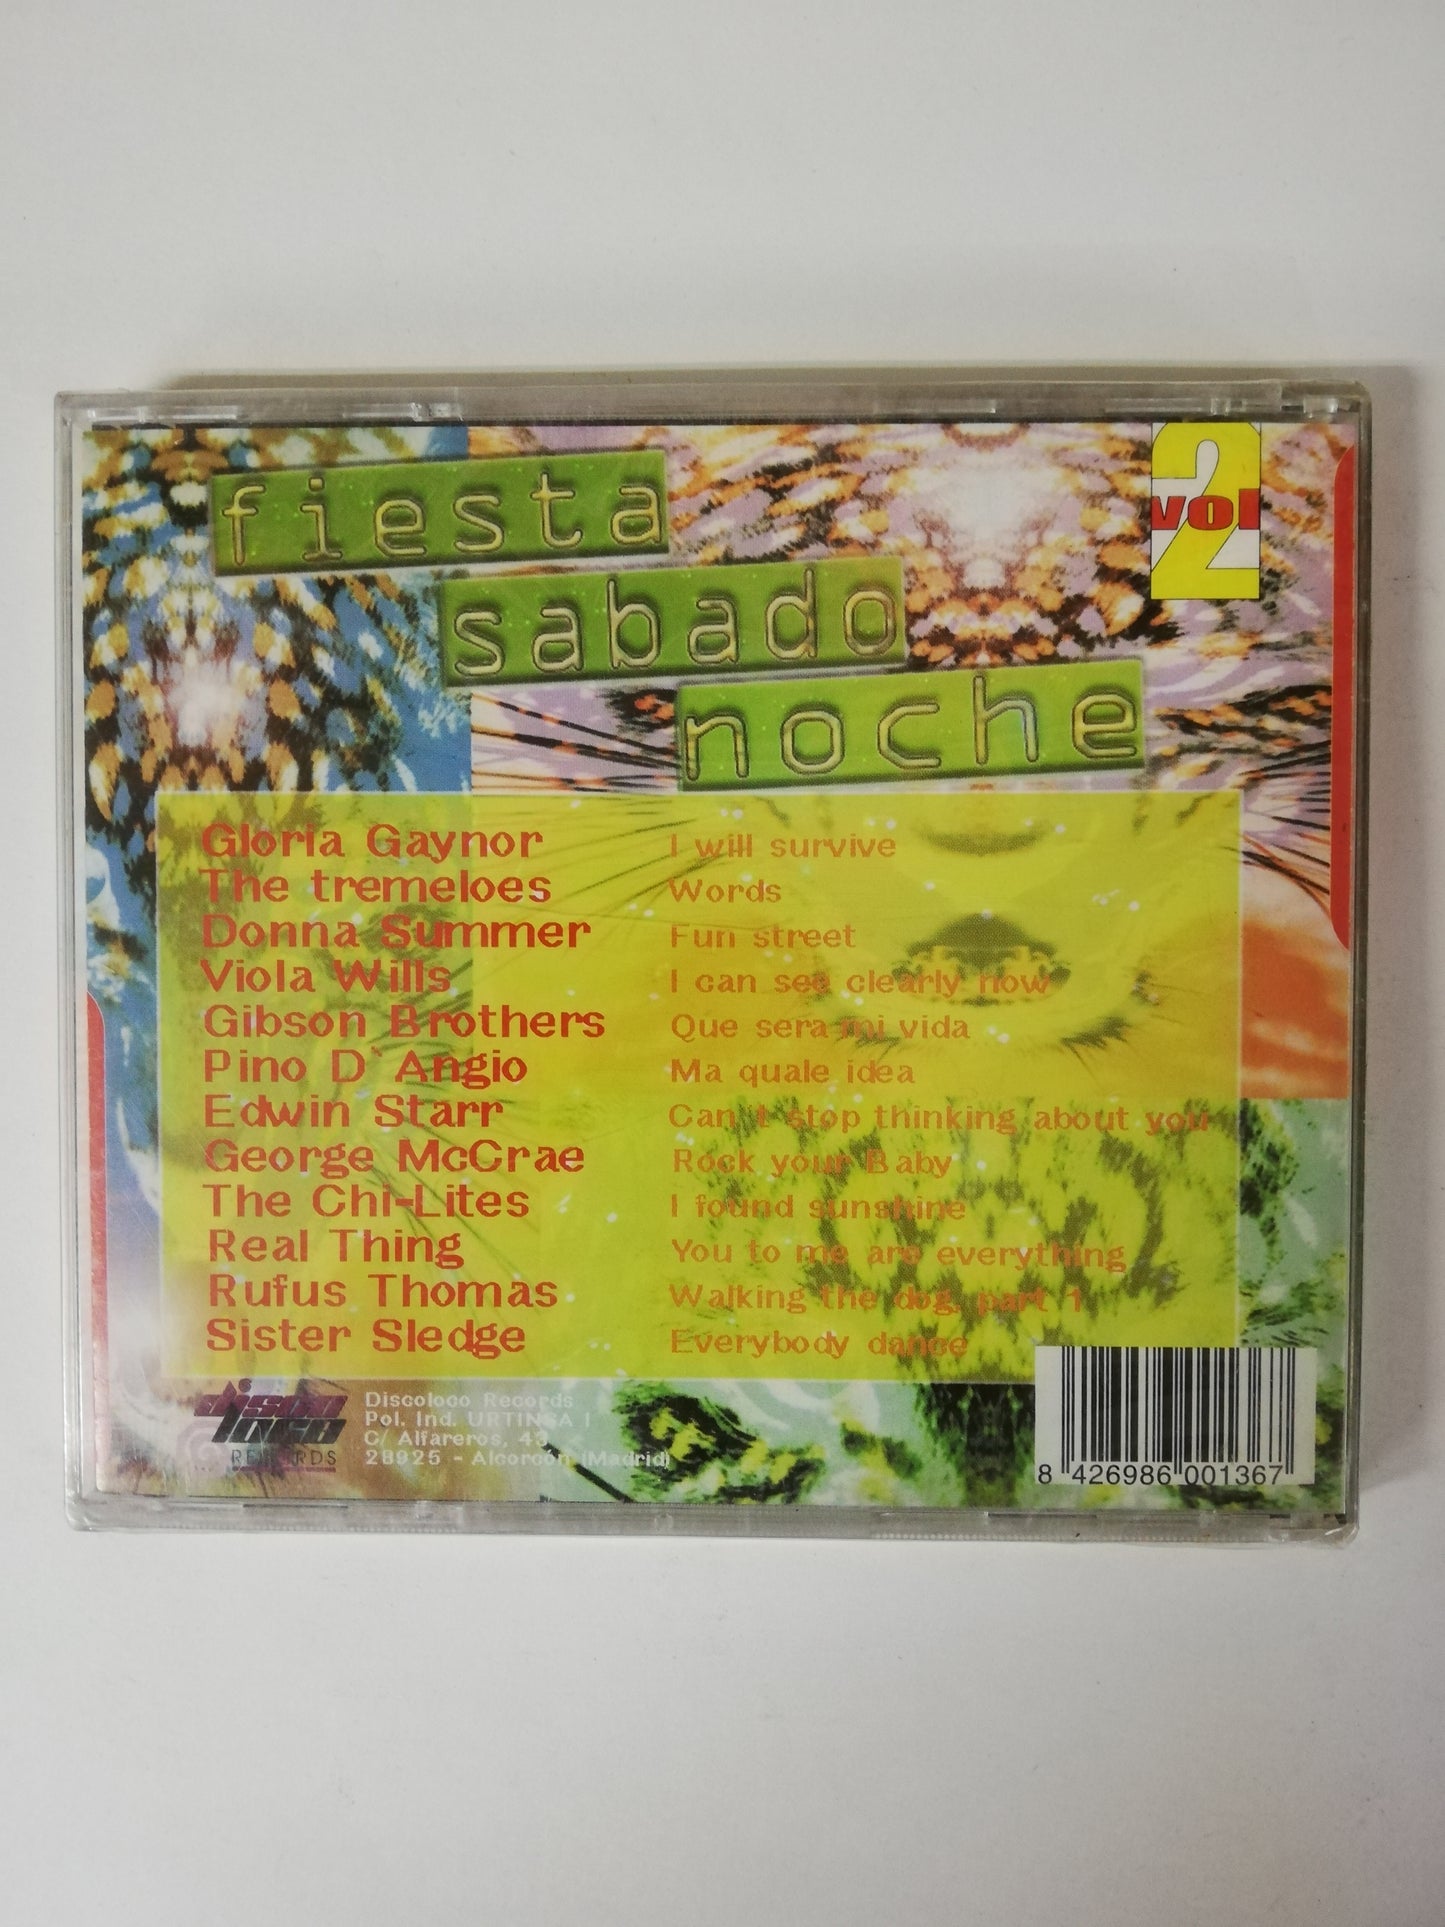 fiesta
sabado
noche
vol 2
Gloria Gaynor I will survive
The tremeloes Words
Donna Summer Fun street
Viola Wills I can see clearly now
Gibson Brothers Que sera mi vida
Pino D`Angio Ma quale idea
Edwin Starr Can't stop thinking about you
George McCrae Rock your Baby
The Chi-Lites I found sunshine
Real Thing You to me are everything
Rufus Thomas Walking the dog, part 1
Sister Sledge Everybody dance
disco
loco
RECORDS
Discoloco Records
Pol. Ind. URTINSA I
C/ Alfareros, 43
28925 - Alcorcón (Madrid)
8 426986 001367